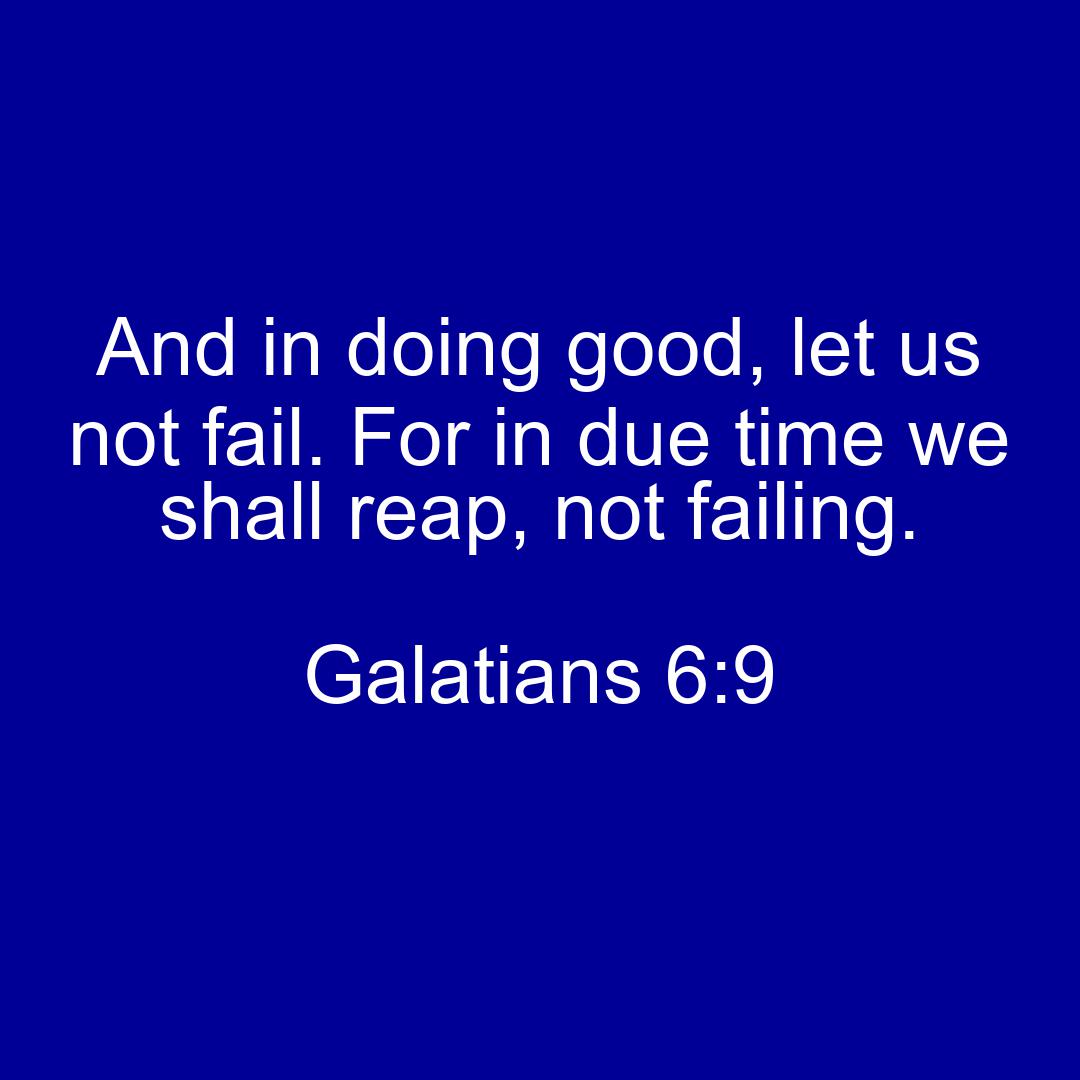 And in doing good, let us
not fail. For in due time we
shall reap, not failing.
Galatians 6:9